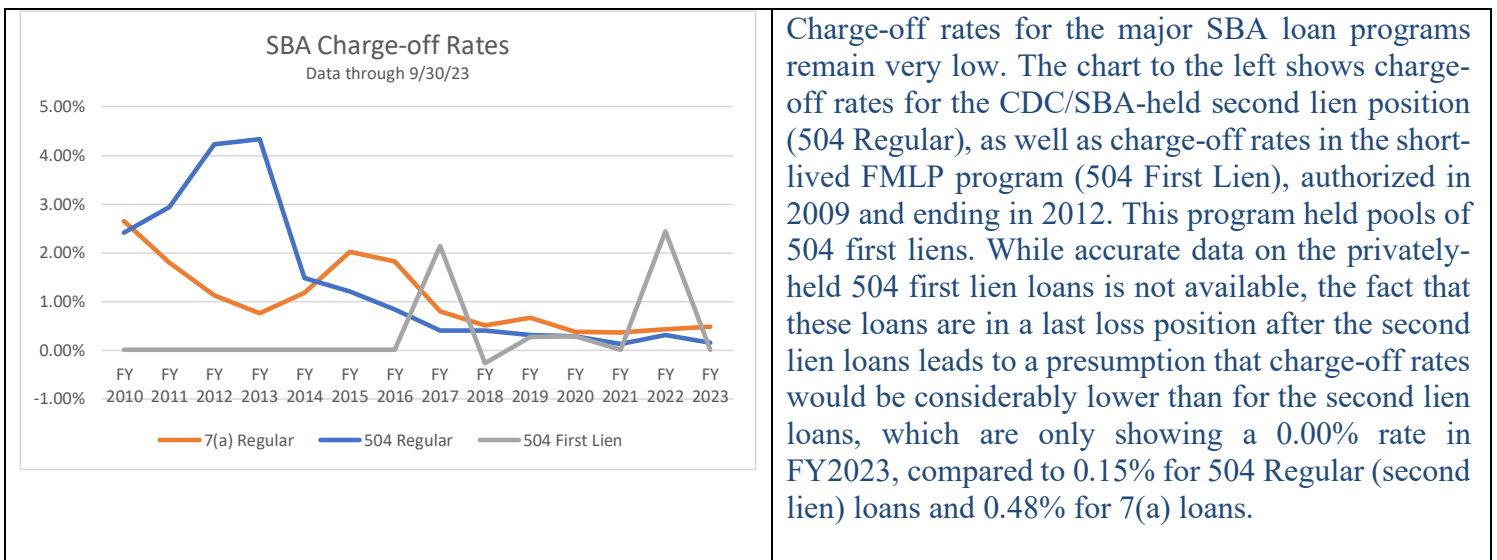 SBA Charge-off Rates
Data through 9/30/23
5.00%
4.00%
3.00%
2.00%
1.00%
0.00%
-1.00%
FY FY FY FY FY FY FY FY FY FY FY FY FY FY
2010 2011 2012 2013 2014 2015 2016 2017 2018 2019 2020 2021 2022 2023
7(a) Regular 504 Regular 504 First Lien
Charge-off rates for the major SBA loan programs
remain very low. The chart to the left shows charge-
off rates for the CDC/SBA-held second lien position
(504 Regular), as well as charge-off rates in the short-
lived FMLP program (504 First Lien), authorized in
2009 and ending in 2012. This program held pools of
504 first liens. While accurate data on the privately-
held 504 first lien loans is not available, the fact that
these loans are in a last loss position after the second
lien loans leads to a presumption that charge-off rates
would be considerably lower than for the second lien
loans, which are only showing a 0.00% rate in
FY2023, compared to 0.15% for 504 Regular (second
lien) loans and 0.48% for 7(a) loans.